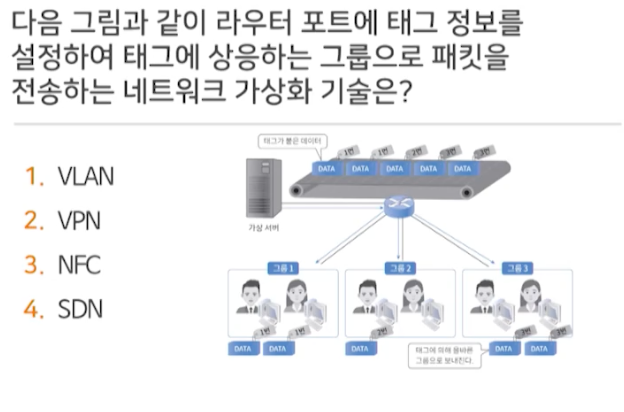 다음 그림과 같이 라우터 포트에 태그 정보를
설정하여 태그에 상응하는 그룹으로 패킷을
전송하는 네트워크 가상화 기술은?
1. VLAN
2. VPN
3. NFC
4. SDN
태그가 붙은 데이터
1번 1번 2번 3번 3번
DATA DATA DATA DATA DATA
가상 서버
그룹 1 그룹 2 그룹 3
1번 1번 2번 3번 3번
DATA DATA DATA DATA DATA
태그에 의해 올바른
그룹으로 보내진다.